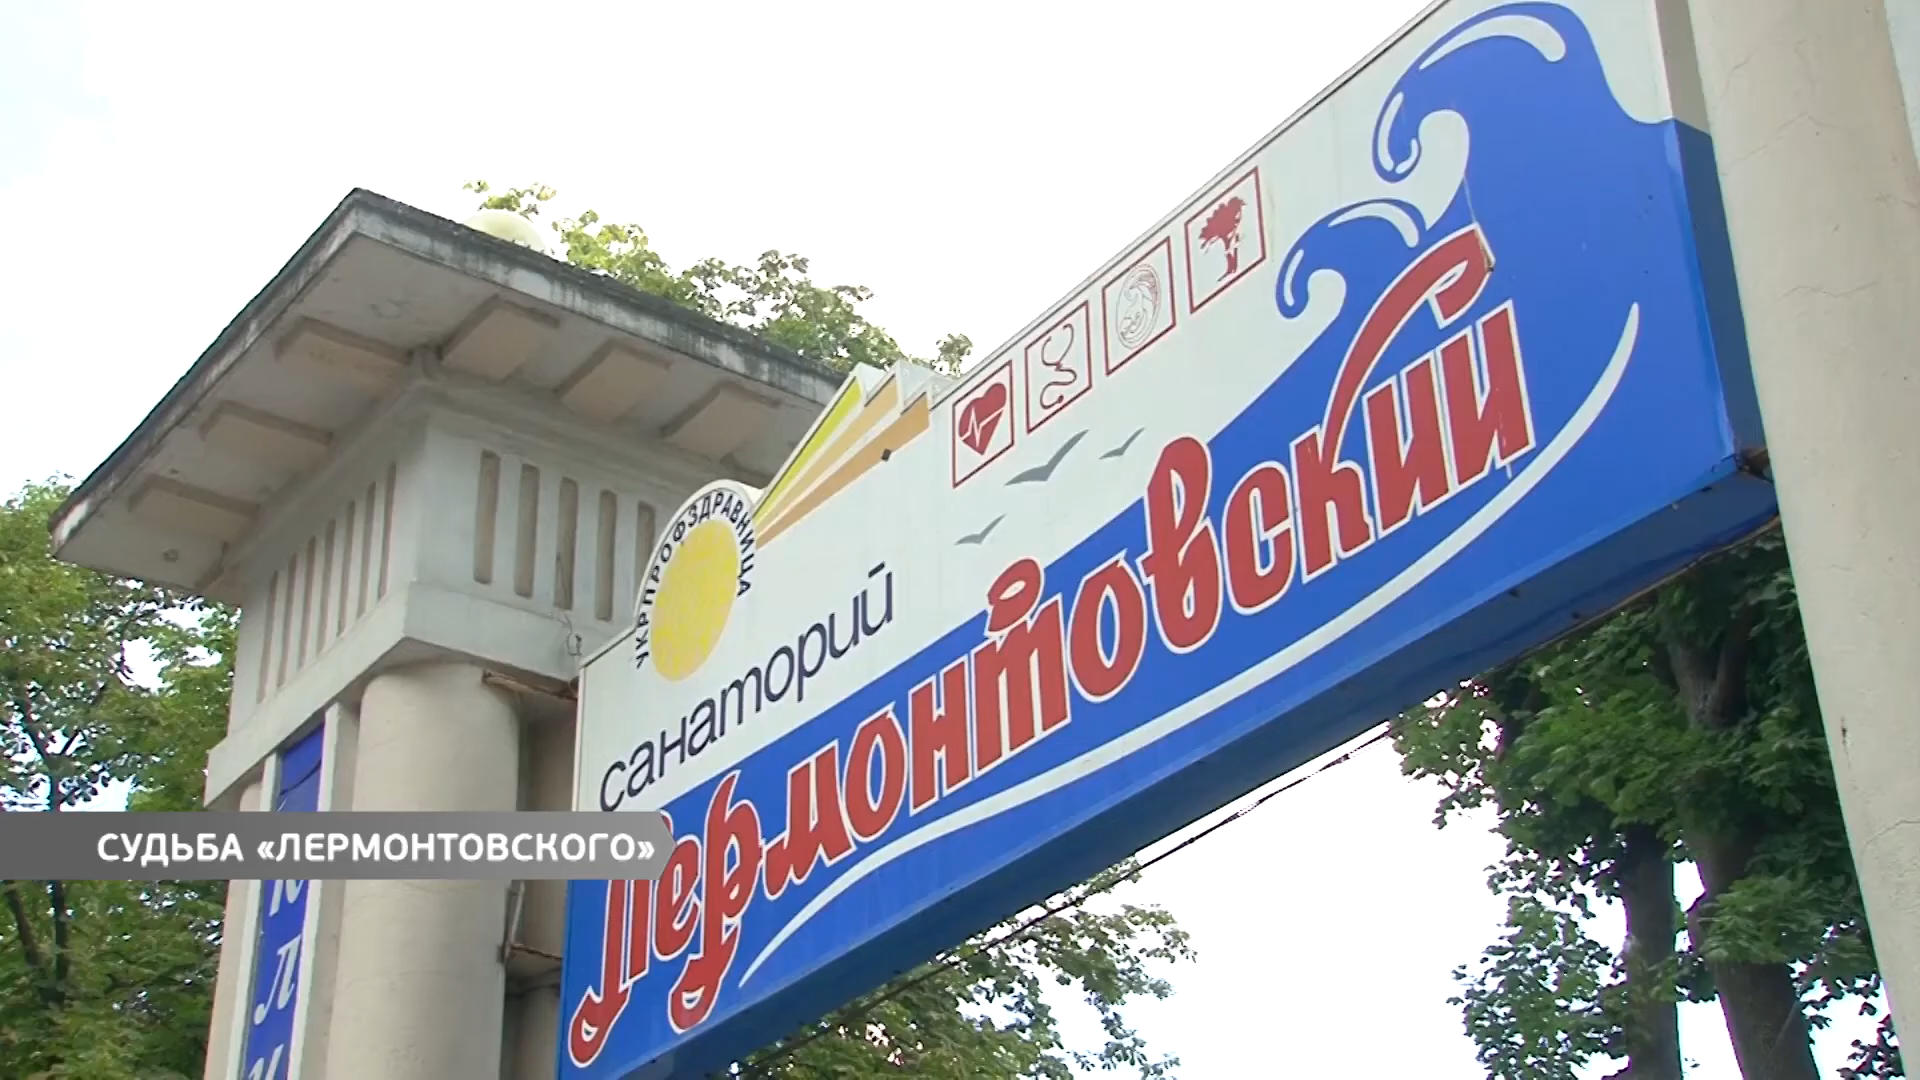 УКРПРОФЗДРАВНИЦА
санаторий
Лермонтовский
СУДЬБА «ЛЕРМОНТОВСКОГО»